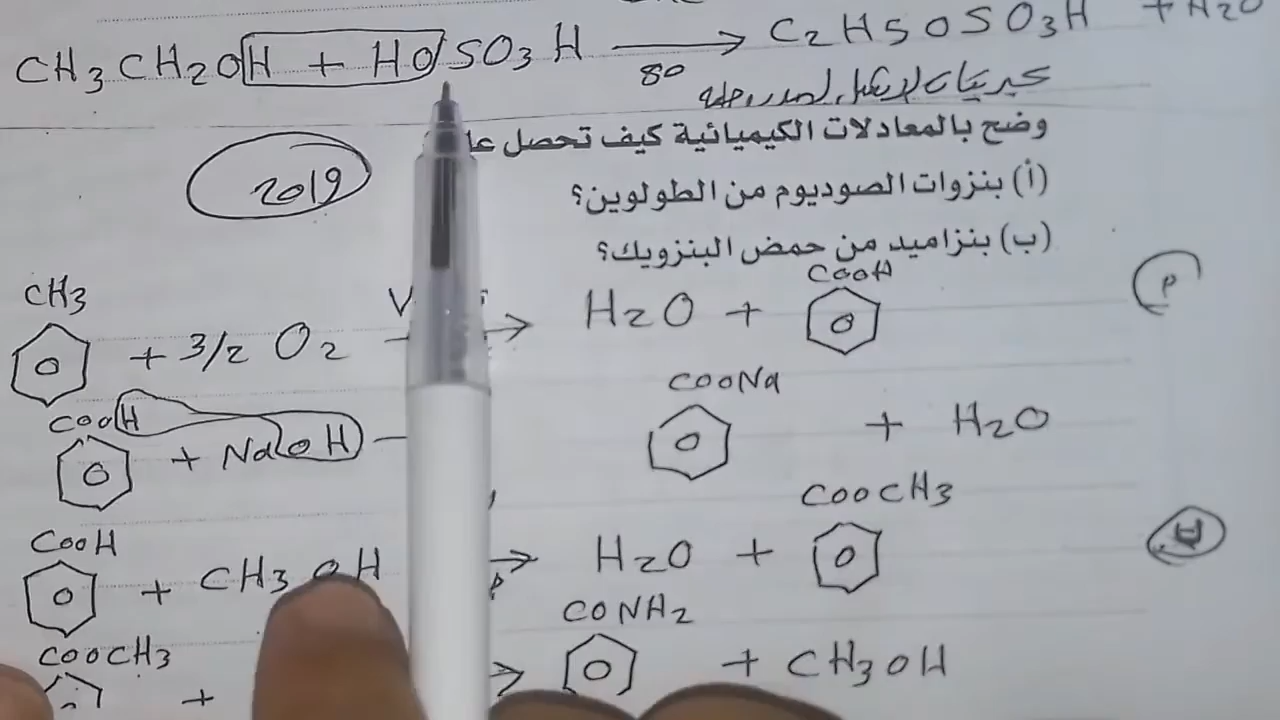 CH3CH2OH + HOSO3H → C2H5OSO3H + H2O
80
كبريتات
وضح بالمعادلات الكيميائية كيف تحصل
2019
(أ) بنزوات الصوديوم من الطولوين؟
(ب) بنزاميد من حمض البنزويك؟
CH3 + 3/2 O2 → H2O + COOH
COOH + NaOH COONa + H2O
COOH + CH3OH → H2O + COOCH3
COOCH3 + → CONH2 + CH3OH